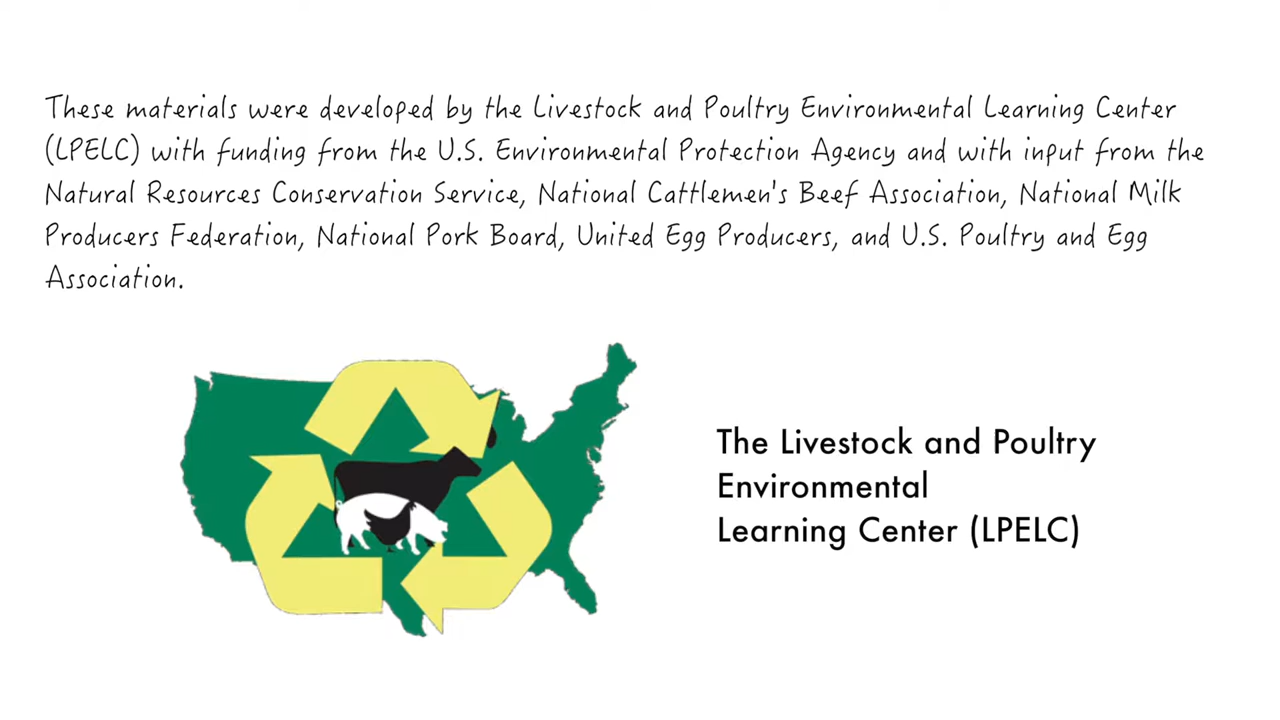 These materials were developed by the Livestock and Poultry Environmental Learning Center
(LPELC) with funding from the U.S. Environmental Protection Agency and with input from the
Natural Resources Conservation Service, National Cattlemen's Beef Association, National Milk
Producers Federation, National Pork Board, United Egg Producers, and U.S. Poultry and Egg
Association.
The Livestock and Poultry
Environmental
Learning Center (LPELC)